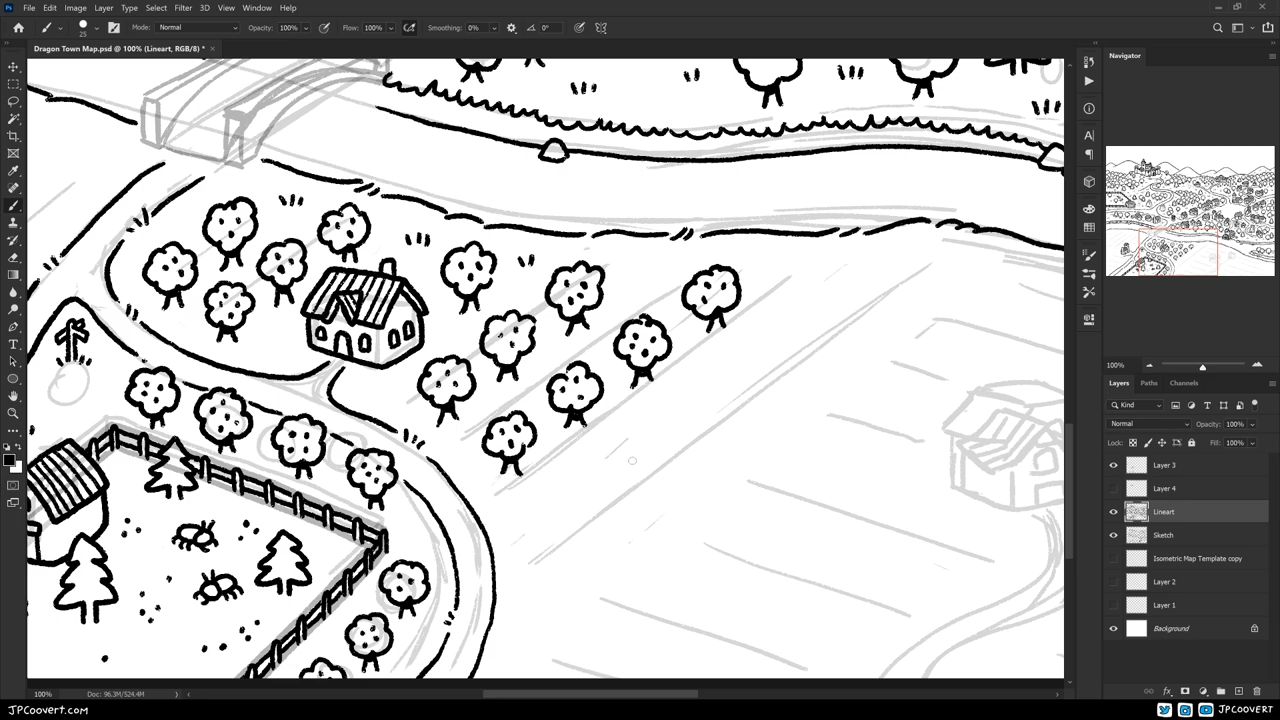 Ps File Edit Image Layer Type Select Filter 3D View Window Help
25 Mode: Normal Opacity: 100% Flow: 100% Smoothing: 0% 0°
Dragon Town Map.psd @ 100% (Lineart, RGB/8) *
Navigator
100%
Layers Paths Channels
Kind
Normal Opacity: 100%
Lock: Fill: 100%
Layer 3
Layer 4
Lineart
Sketch
Isometric Map Template copy
Layer 2
Layer 1
Background
100% Doc: 96.3M/524.4M
JPCoovert.com
JPCOOVERT